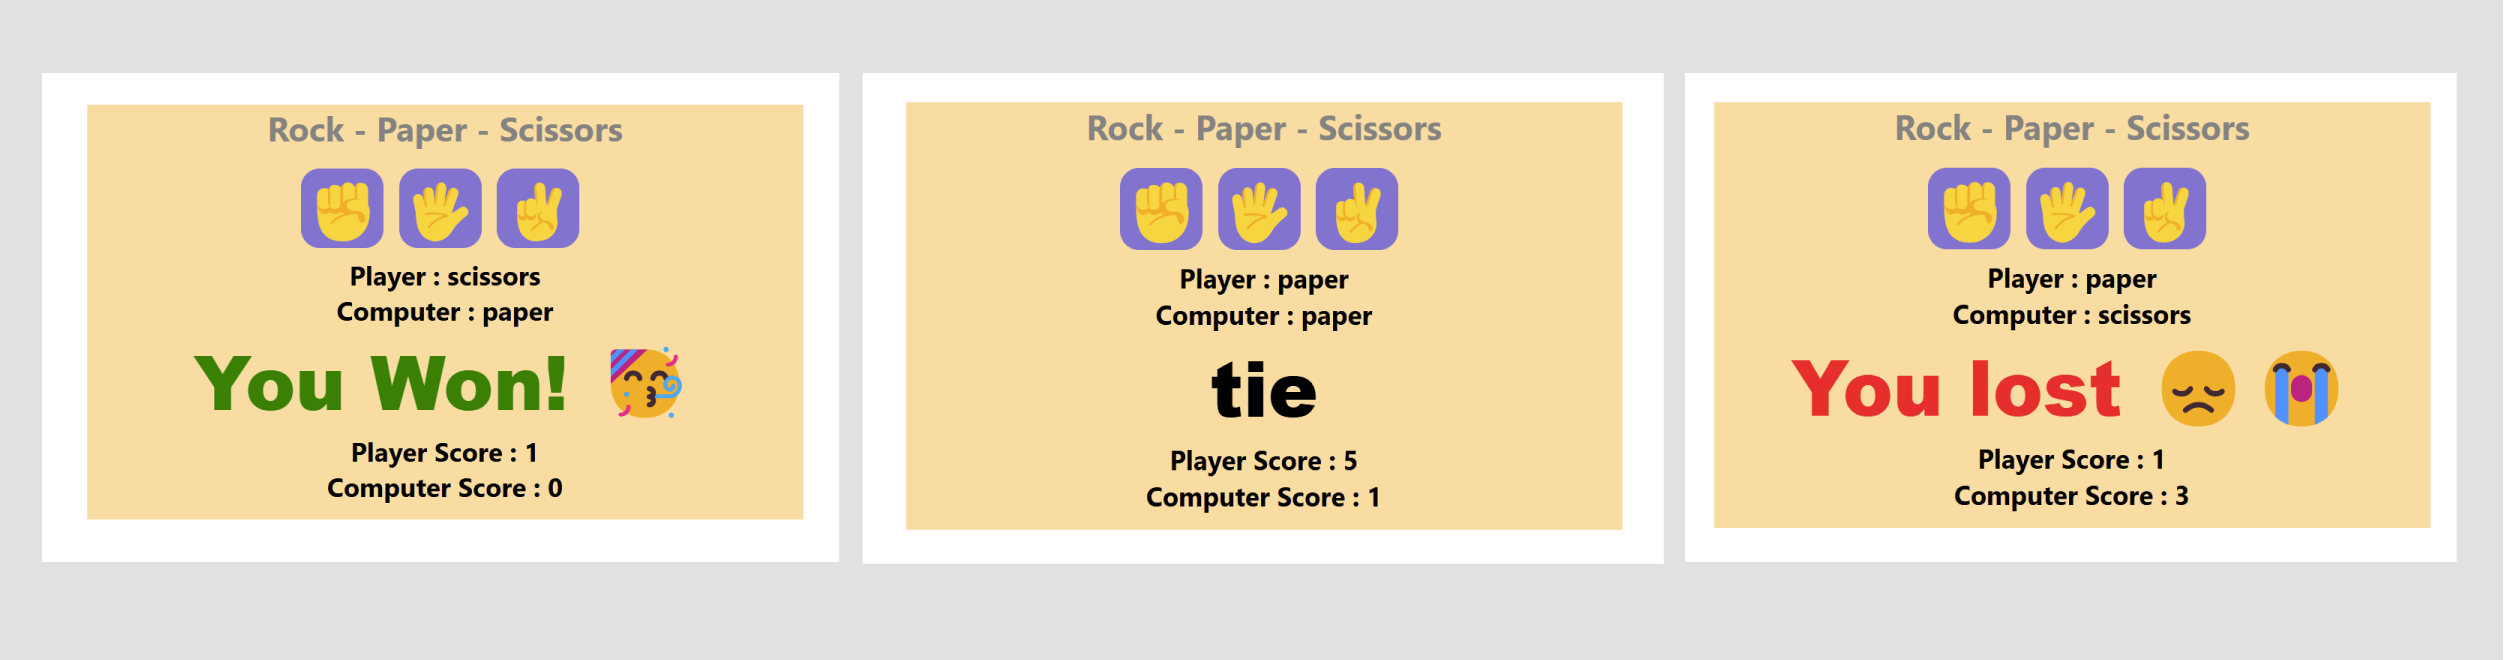 Rock - Paper - Scissors
Player : scissors
Computer : paper
You Won!
Player Score : 1
Computer Score : 0
Rock - Paper - Scissors
Player : paper
Computer : paper
tie
Player Score : 5
Computer Score : 1
Rock - Paper - Scissors
Player : paper
Computer : scissors
You lost
Player Score : 1
Computer Score : 3